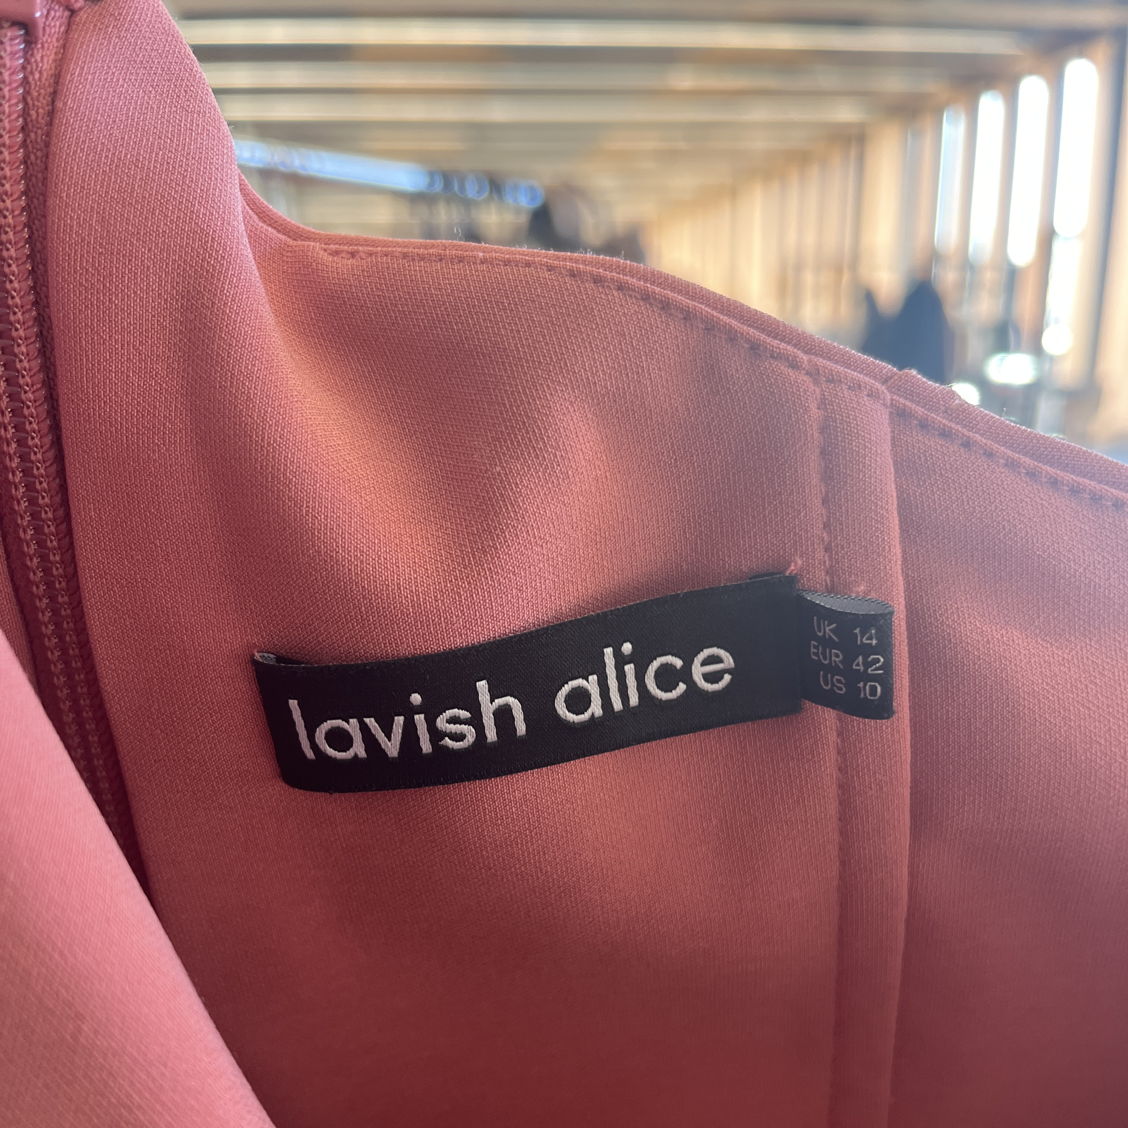 lavish alice
UK 14
EUR 42
US 10